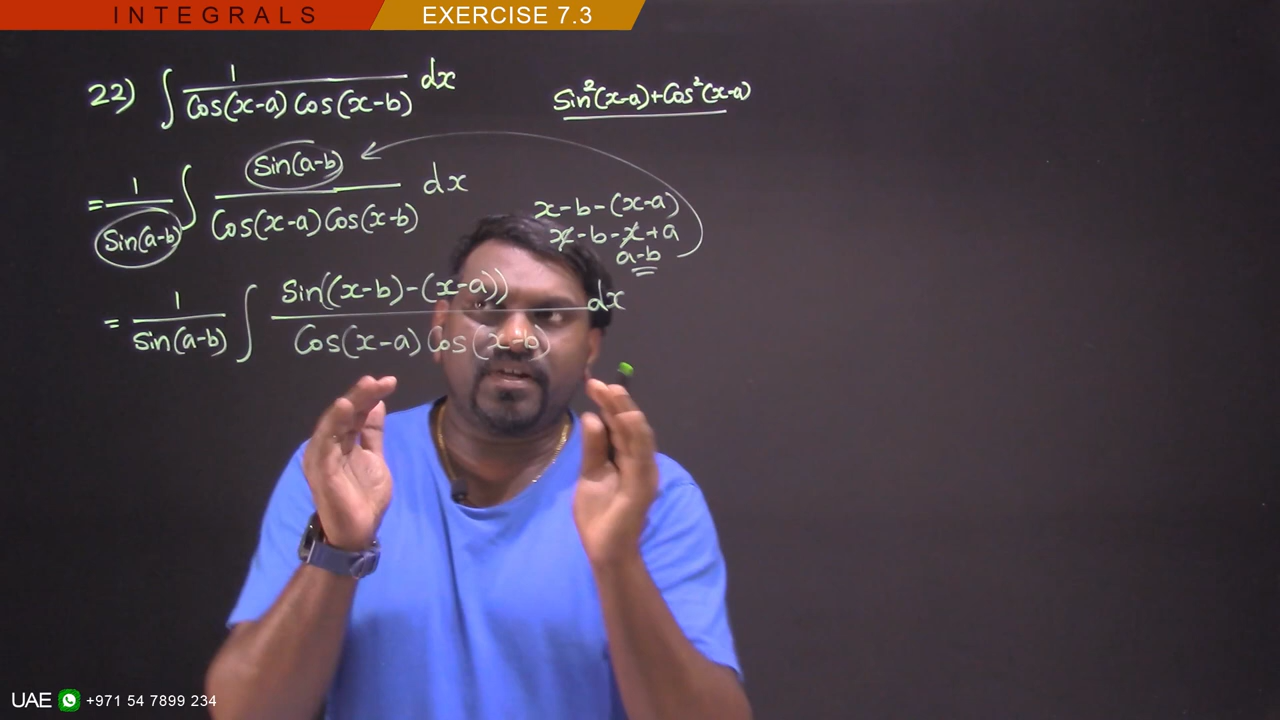 INTEGRALS EXERCISE 7.3
22) ∫ 1 / (Cos(x-a) Cos(x-b)) dx
Sin²(x-a)+Cos²(x-a)
= 1/Sin(a-b) ∫ Sin(a-b) / (Cos(x-a) Cos(x-b)) dx
x-b-(x-a)
x-b-x+a
a-b
= 1/Sin(a-b) ∫ Sin((x-b)-(x-a)) / (Cos(x-a) Cos(x-b)) dx
UAE +971 54 7899 234